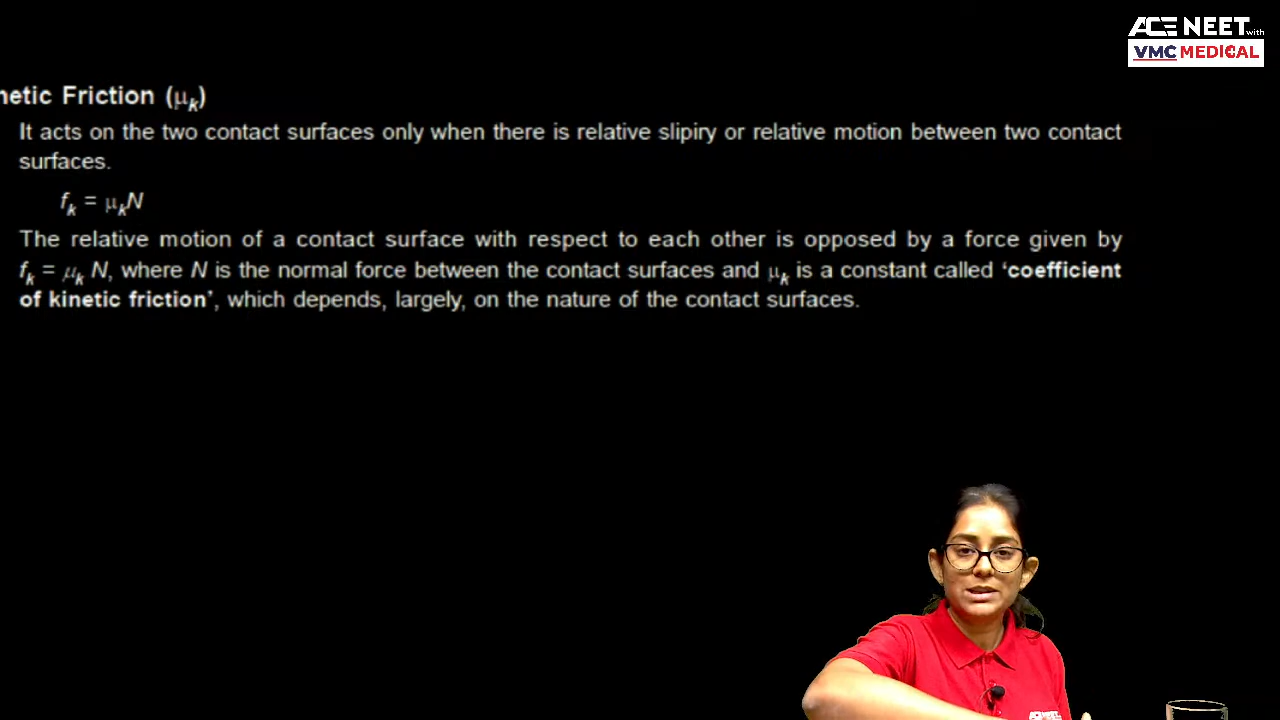 ACE NEET with
VMC MEDICAL
netic Friction (μk)
It acts on the two contact surfaces only when there is relative slipiry or relative motion between two contact
surfaces.
fk = μkN
The relative motion of a contact surface with respect to each other is opposed by a force given by
fk = μk N, where N is the normal force between the contact surfaces and μk is a constant called ‘coefficient
of kinetic friction’, which depends, largely, on the nature of the contact surfaces.